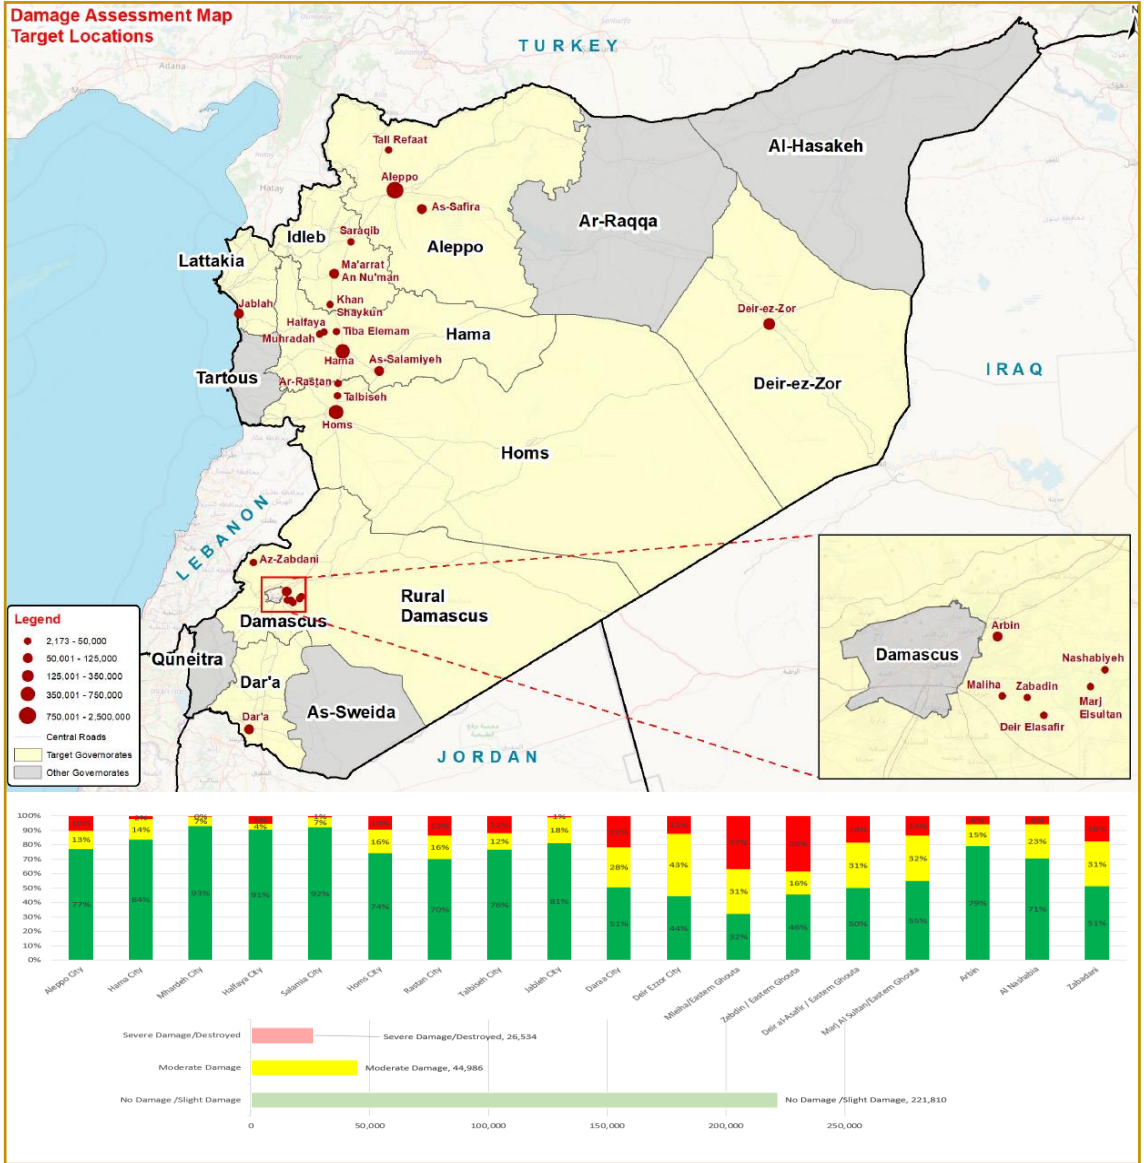 Damage Assessment Map
Target Locations
N
TURKEY
Adana
Hatay
Tall Refaat
Al-Hasakeh
Aleppo
As-Safira
Ar-Raqqa
Saraqib
Idleb
Aleppo
Lattakia
Ma'arrat
An Nu'man
Jablah
Khan
Shaykun
Deir-ez-Zor
Halfaya
Tiba Elemam
Hama
Muhradah
Hama
As-Salamiyeh
IRAQ
Tartous
Ar-Rastan
Deir-ez-Zor
Talbiseh
Homs
Homs
LEBANON
Az-Zabdani
Rural
Damascus
Damascus
Quneitra
Dar'a
As-Sweida
Dar'a
JORDAN
Arbin
Damascus
Nashabiyeh
Maliha
Zabadin
Marj
Elsultan
Deir Elasafir
Legend
2,173 - 50,000
50,001 - 125,000
125.001 - 350,000
350.001 - 750,000
750.001 - 2,500,000
Central Roads
Target Governorates
Other Governorates
100%
90%
80%
70%
60%
50%
40%
30%
20%
10%
0%
13%
77%
2%
14%
84%
0%
7%
93%
4%
91%
1%
7%
92%
16%
74%
16%
70%
12%
12%
76%
1%
18%
81%
28%
51%
43%
44%
31%
32%
16%
46%
31%
50%
32%
55%
15%
79%
23%
71%
31%
51%
Aleppo City
Hama City
Mhardeh City
Halfaya City
Salamia City
Homs City
Rastan City
Talbiseh City
Jableh City
Daraa City
Deir Ezzor City
Mleiha/Eastern Ghouta
Zabdin / Eastern Ghouta
Deir al-Asafir / Eastern Ghouta
Marj Al Sultan/Eastern Ghouta
Arbin
Al Nashabia
Zabadani
Severe Damage/Destroyed
Severe Damage/Destroyed, 26,534
Moderate Damage
Moderate Damage, 44,986
No Damage /Slight Damage
No Damage /Slight Damage, 221,810
0
50,000
100,000
150,000
200,000
250,000